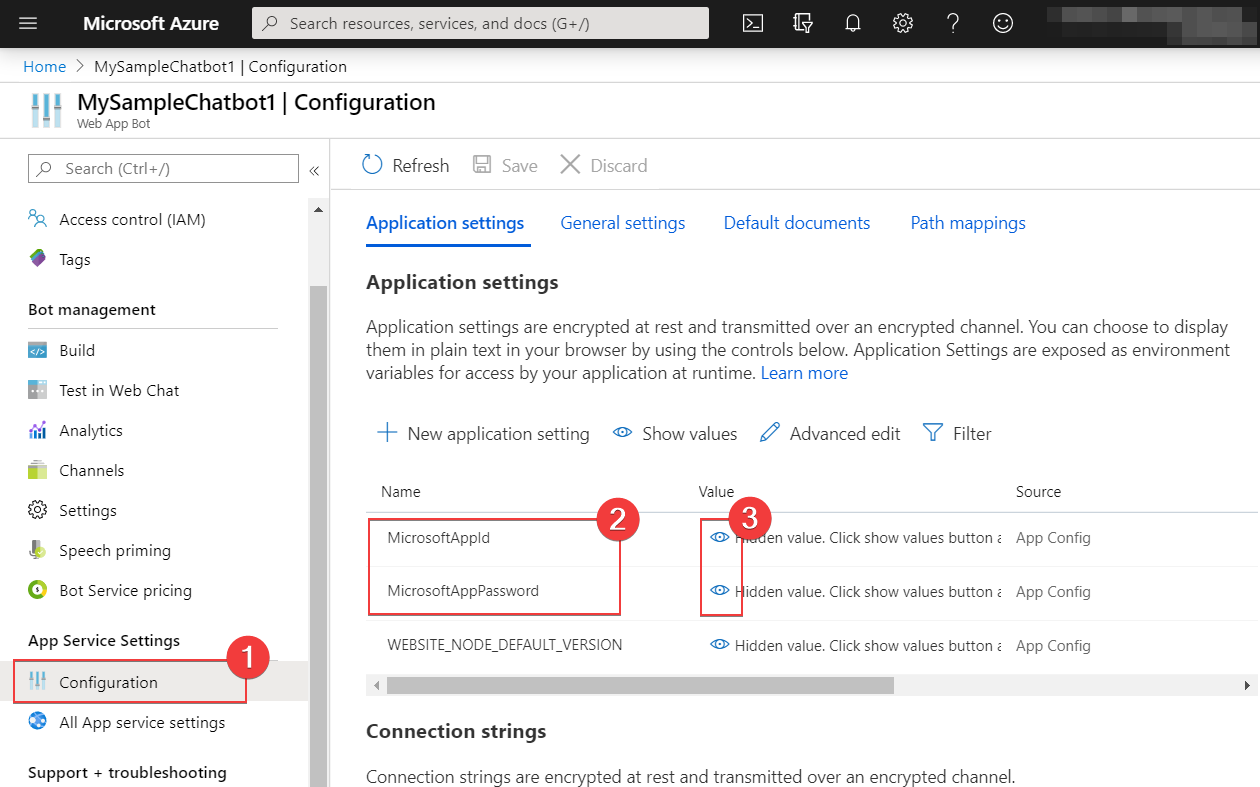 Microsoft Azure
Search resources, services, and docs (G+/)
Home > MySampleChatbot1 | Configuration
MySampleChatbot1 | Configuration
Web App Bot
Search (Ctrl+/)
«
Access control (IAM)
Tags
Bot management
Build
Test in Web Chat
Analytics
Channels
Settings
Speech priming
Bot Service pricing
App Service Settings
1
Configuration
All App service settings
Support + troubleshooting
Refresh
Save
Discard
Application settings
General settings
Default documents
Path mappings
Application settings
Application settings are encrypted at rest and transmitted over an encrypted channel. You can choose to display
them in plain text in your browser by using the controls below. Application Settings are exposed as environment
variables for access by your application at runtime. Learn more
New application setting
Show values
Advanced edit
Filter
Name Value Source
2
3
MicrosoftAppId Hidden value. Click show values button a App Config
MicrosoftAppPassword Hidden value. Click show values button a App Config
WEBSITE_NODE_DEFAULT_VERSION Hidden value. Click show values button a App Config
Connection strings
Connection strings are encrypted at rest and transmitted over an encrypted channel.